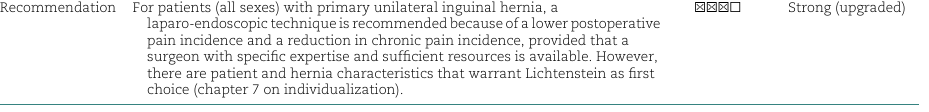 Recommendation For patients (all sexes) with primary unilateral inguinal hernia, a ☒☒☒☐ Strong (upgraded)
laparo-endoscopic technique is recommended because of a lower postoperative
pain incidence and a reduction in chronic pain incidence, provided that a
surgeon with specific expertise and sufficient resources is available. However,
there are patient and hernia characteristics that warrant Lichtenstein as first
choice (chapter 7 on individualization).